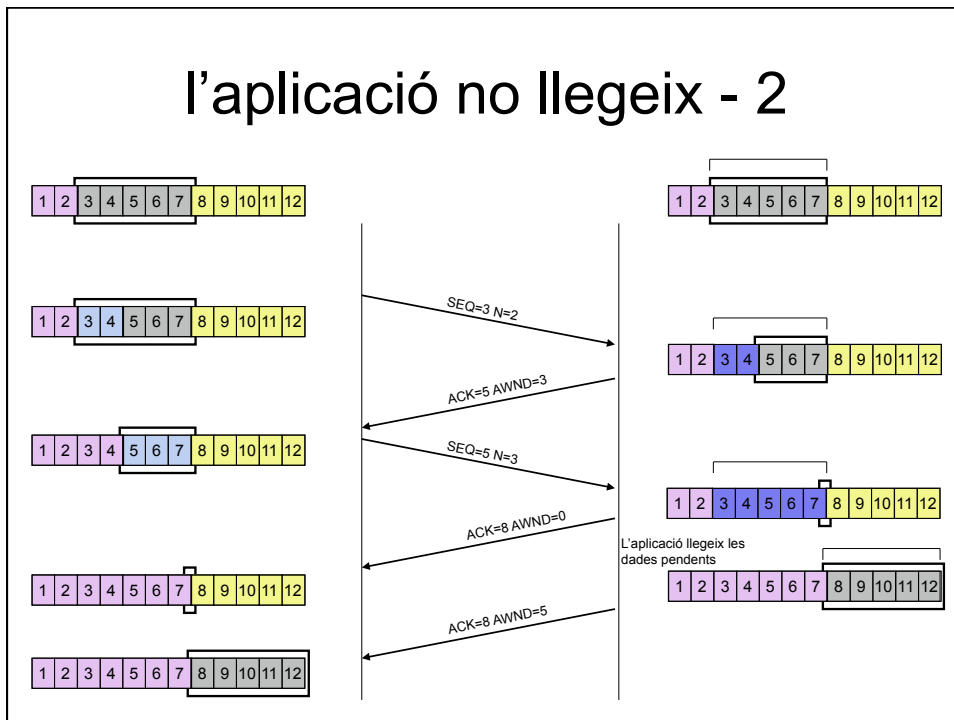 l'aplicació no llegeix - 2
1 2 3 4 5 6 7 8 9 10 11 12
1 2 3 4 5 6 7 8 9 10 11 12
SEQ=3 N=2
1 2 3 4 5 6 7 8 9 10 11 12
1 2 3 4 5 6 7 8 9 10 11 12
ACK=5 AWND=3
1 2 3 4 5 6 7 8 9 10 11 12
SEQ=5 N=3
1 2 3 4 5 6 7 8 9 10 11 12
ACK=8 AWND=0
L'aplicació llegeix les
dades pendents
1 2 3 4 5 6 7 8 9 10 11 12
1 2 3 4 5 6 7 8 9 10 11 12
ACK=8 AWND=5
1 2 3 4 5 6 7 8 9 10 11 12